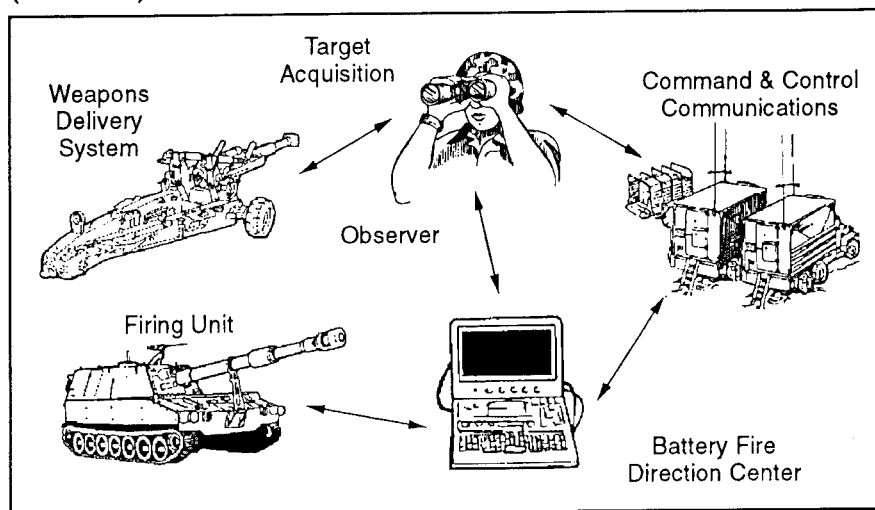 Target
Acquisition
Weapons
Delivery
System
Command & Control
Communications
Observer
Firing Unit
Battery Fire
Direction Center